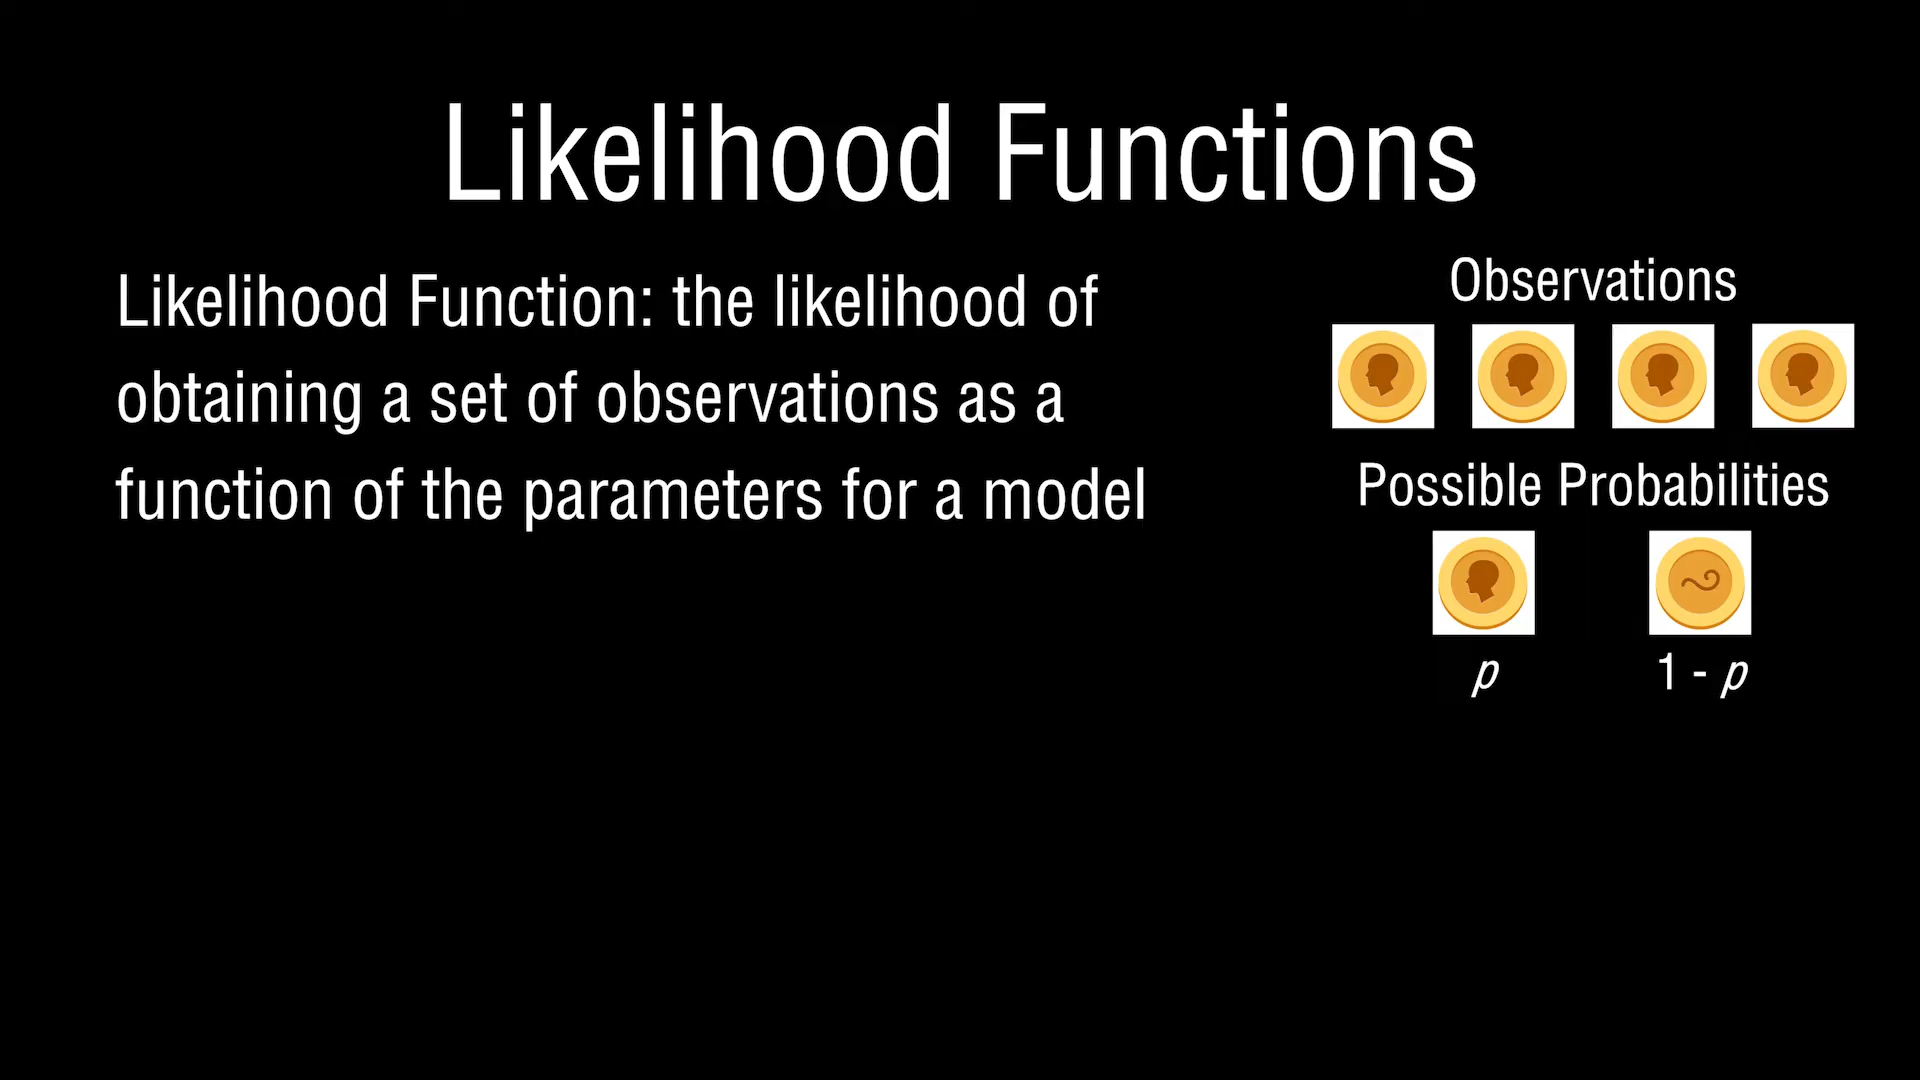 Likelihood Functions
Likelihood Function: the likelihood of
obtaining a set of observations as a
function of the parameters for a model
Observations
Possible Probabilities
p
1 - p